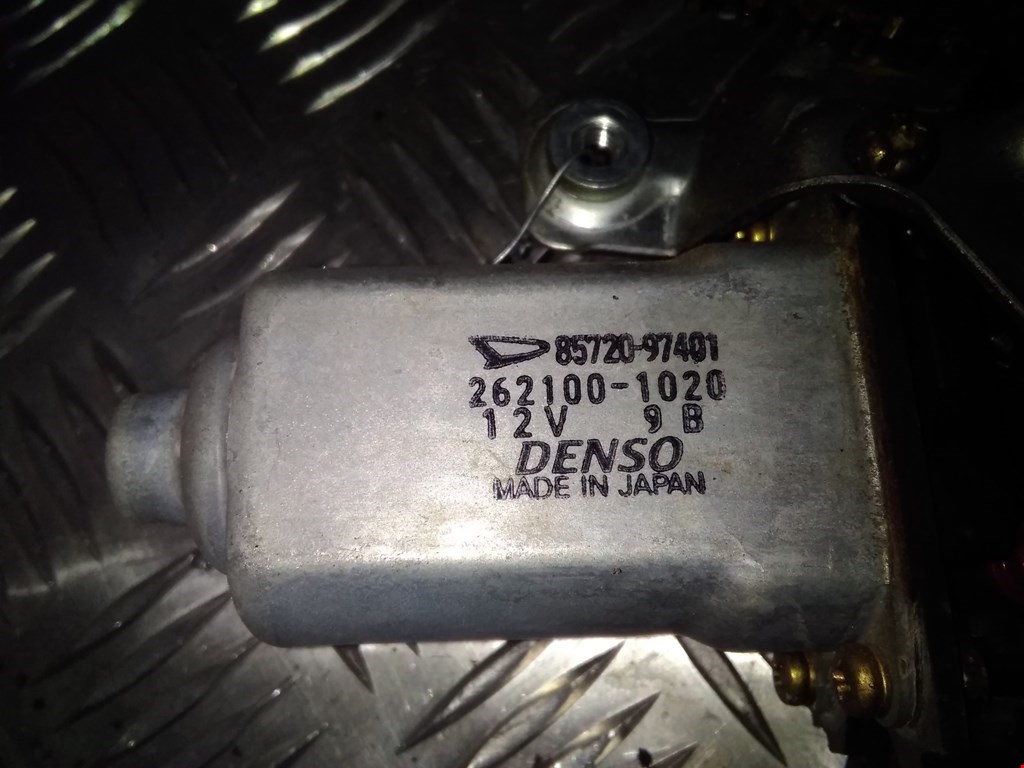 85720-97401
262100-1020
12V 9B
DENSO
MADE IN JAPAN